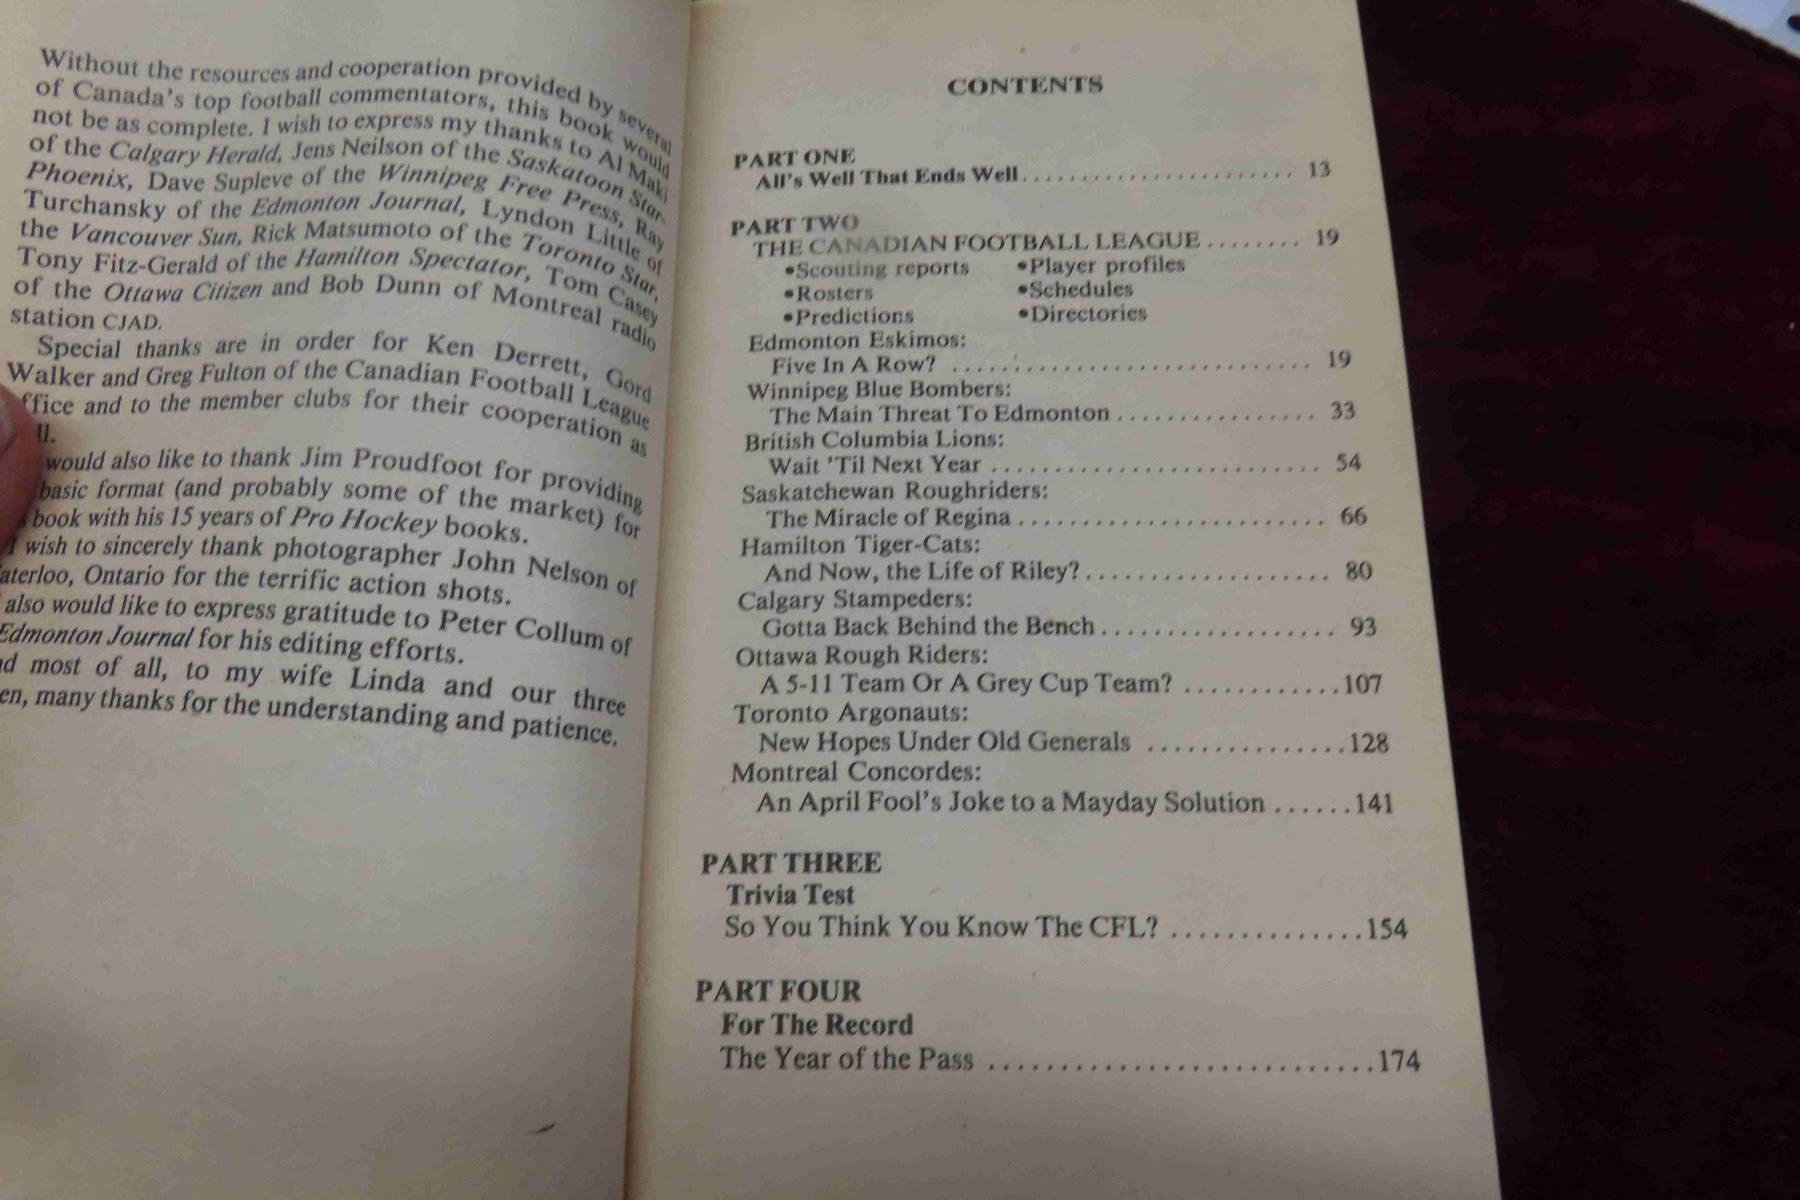 Without the resources and cooperation provided by several
of Canada's top football commentators, this book would
not be as complete. I wish to express my thanks to Al Maki
of the Calgary Herald, Jens Neilson of the Saskatoon Star-
Phoenix, Dave Supleve of the Winnipeg Free Press, Ray
Turchansky of the Edmonton Journal, Lyndon Little of
the Vancouver Sun, Rick Matsumoto of the Toronto Star,
Tony Fitz-Gerald of the Hamilton Spectator, Tom Casey
of the Ottawa Citizen and Bob Dunn of Montreal radio
station CJAD.
Special thanks are in order for Ken Derrett, Gord
Walker and Greg Fulton of the Canadian Football League
ffice and to the member clubs for their cooperation as
ll.
would also like to thank Jim Proudfoot for providing
basic format (and probably some of the market) for
book with his 15 years of Pro Hockey books.
I wish to sincerely thank photographer John Nelson of
aterloo, Ontario for the terrific action shots.
also would like to express gratitude to Peter Collum of
Edmonton Journal for his editing efforts.
d most of all, to my wife Linda and our three
en, many thanks for the understanding and patience.
CONTENTS
PART ONE
All's Well That Ends Well....................... 13
PART TWO
THE CANADIAN FOOTBALL LEAGUE........ 19
•Scouting reports •Player profiles
•Rosters •Schedules
•Predictions •Directories
Edmonton Eskimos:
Five In A Row? ............................ 19
Winnipeg Blue Bombers:
The Main Threat To Edmonton ................ 33
British Columbia Lions:
Wait 'Til Next Year .......................... 54
Saskatchewan Roughriders:
The Miracle of Regina ........................ 66
Hamilton Tiger-Cats:
And Now, the Life of Riley?................... 80
Calgary Stampeders:
Gotta Back Behind the Bench.................. 93
Ottawa Rough Riders:
A 5-11 Team Or A Grey Cup Team? ............107
Toronto Argonauts:
New Hopes Under Old Generals ...............128
Montreal Concordes:
An April Fool's Joke to a Mayday Solution ......141
PART THREE
Trivia Test
So You Think You Know The CFL? ..............154
PART FOUR
For The Record
The Year of the Pass ...........................174